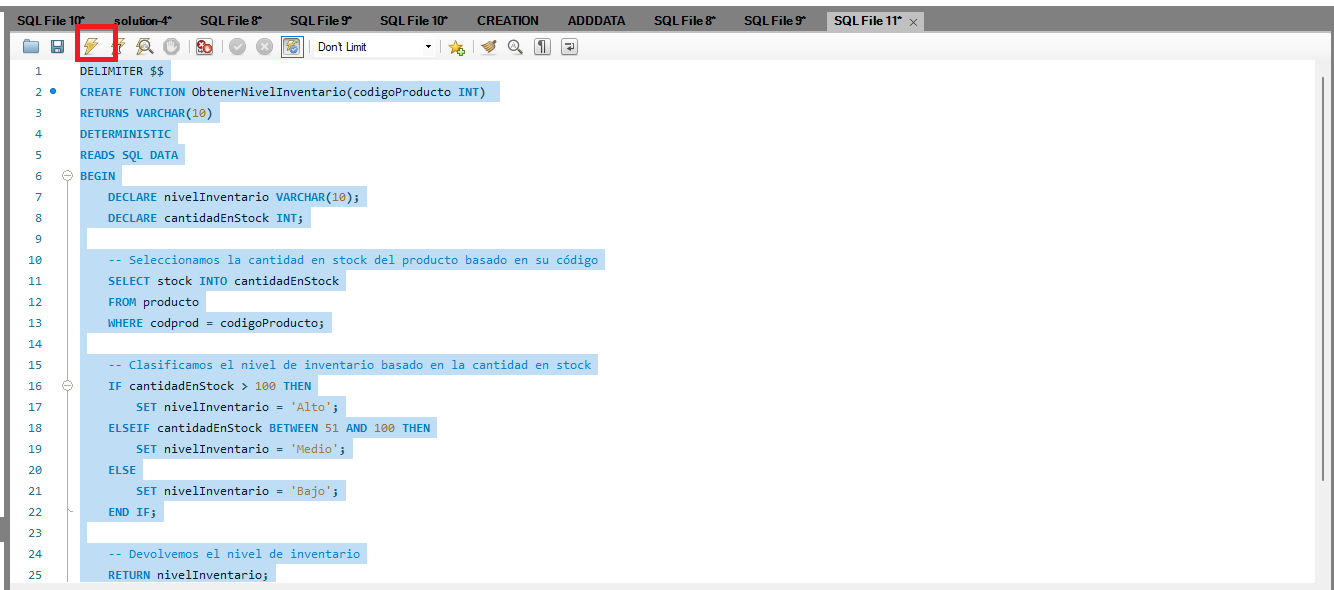 SQL File 10* solution-4* SQL File 8* SQL File 9* SQL File 10* CREATION ADDDATA SQL File 8* SQL File 9* SQL File 11* ×
Don't Limit
1 DELIMITER $$
2 CREATE FUNCTION ObtenerNivelInventario(codigoProducto INT)
3 RETURNS VARCHAR(10)
4 DETERMINISTIC
5 READS SQL DATA
6 BEGIN
7 DECLARE nivelInventario VARCHAR(10);
8 DECLARE cantidadEnStock INT;
9
10 -- Seleccionamos la cantidad en stock del producto basado en su código
11 SELECT stock INTO cantidadEnStock
12 FROM producto
13 WHERE codprod = codigoProducto;
14
15 -- Clasificamos el nivel de inventario basado en la cantidad en stock
16 IF cantidadEnStock > 100 THEN
17 SET nivelInventario = 'Alto';
18 ELSEIF cantidadEnStock BETWEEN 51 AND 100 THEN
19 SET nivelInventario = 'Medio';
20 ELSE
21 SET nivelInventario = 'Bajo';
22 END IF;
23
24 -- Devolvemos el nivel de inventario
25 RETURN nivelInventario;